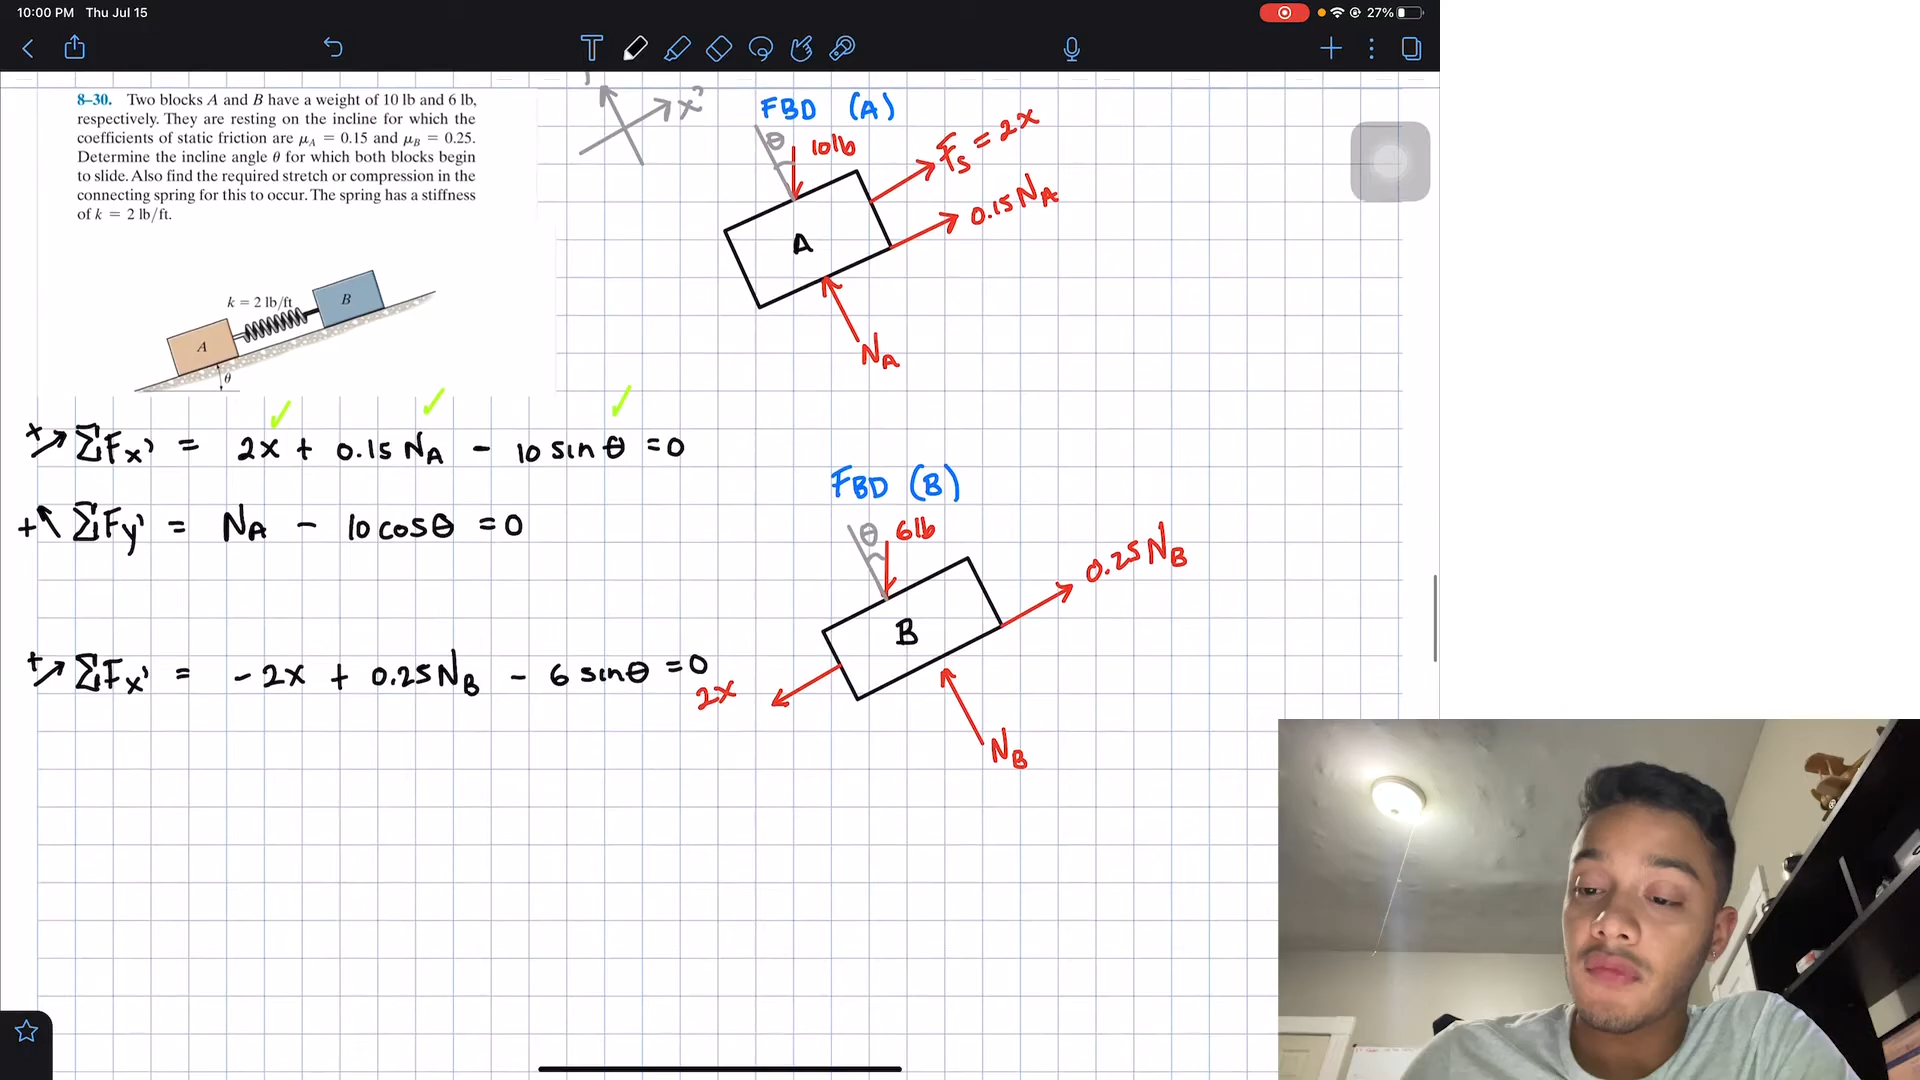 10:00 PM Thu Jul 15
27%
8–30. Two blocks A and B have a weight of 10 lb and 6 lb,
respectively. They are resting on the incline for which the
coefficients of static friction are μA = 0.15 and μB = 0.25.
Determine the incline angle θ for which both blocks begin
to slide. Also find the required stretch or compression in the
connecting spring for this to occur. The spring has a stiffness
of k = 2 lb/ft.
k = 2 lb/ft
B
A
θ
x'
FBD (A)
θ
10lb
Fs = 2x
0.15 NA
A
NA
+↗ ΣFx' = 2x + 0.15 NA - 10 sin θ = 0
+↖ ΣFy' = NA - 10 cos θ = 0
FBD (B)
θ
6lb
0.25 NB
B
+↗ ΣFx' = - 2x + 0.25 NB - 6 sin θ = 0
2x
NB